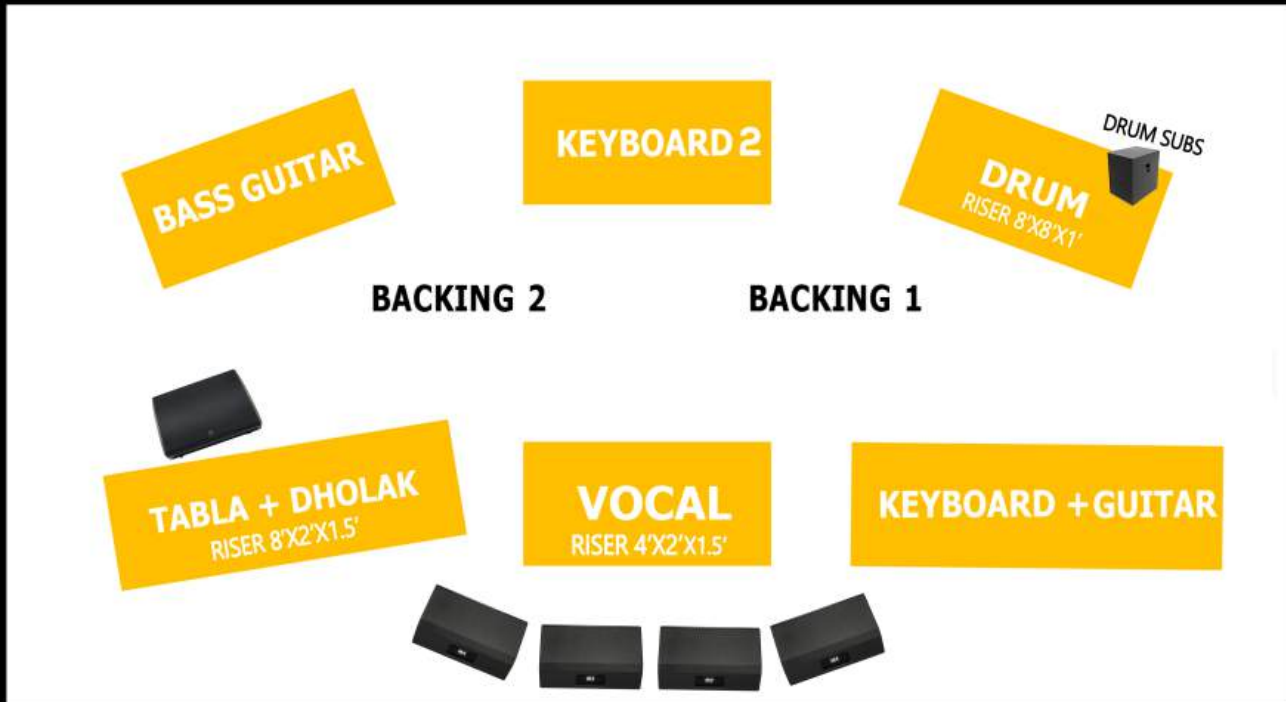 BASS GUITAR
KEYBOARD 2
DRUM SUBS
DRUM
RISER 8'X8'X1'
BACKING 2
BACKING 1
TABLA + DHOLAK
RISER 8'X2'X1.5'
VOCAL
RISER 4'X2'X1.5'
KEYBOARD +GUITAR